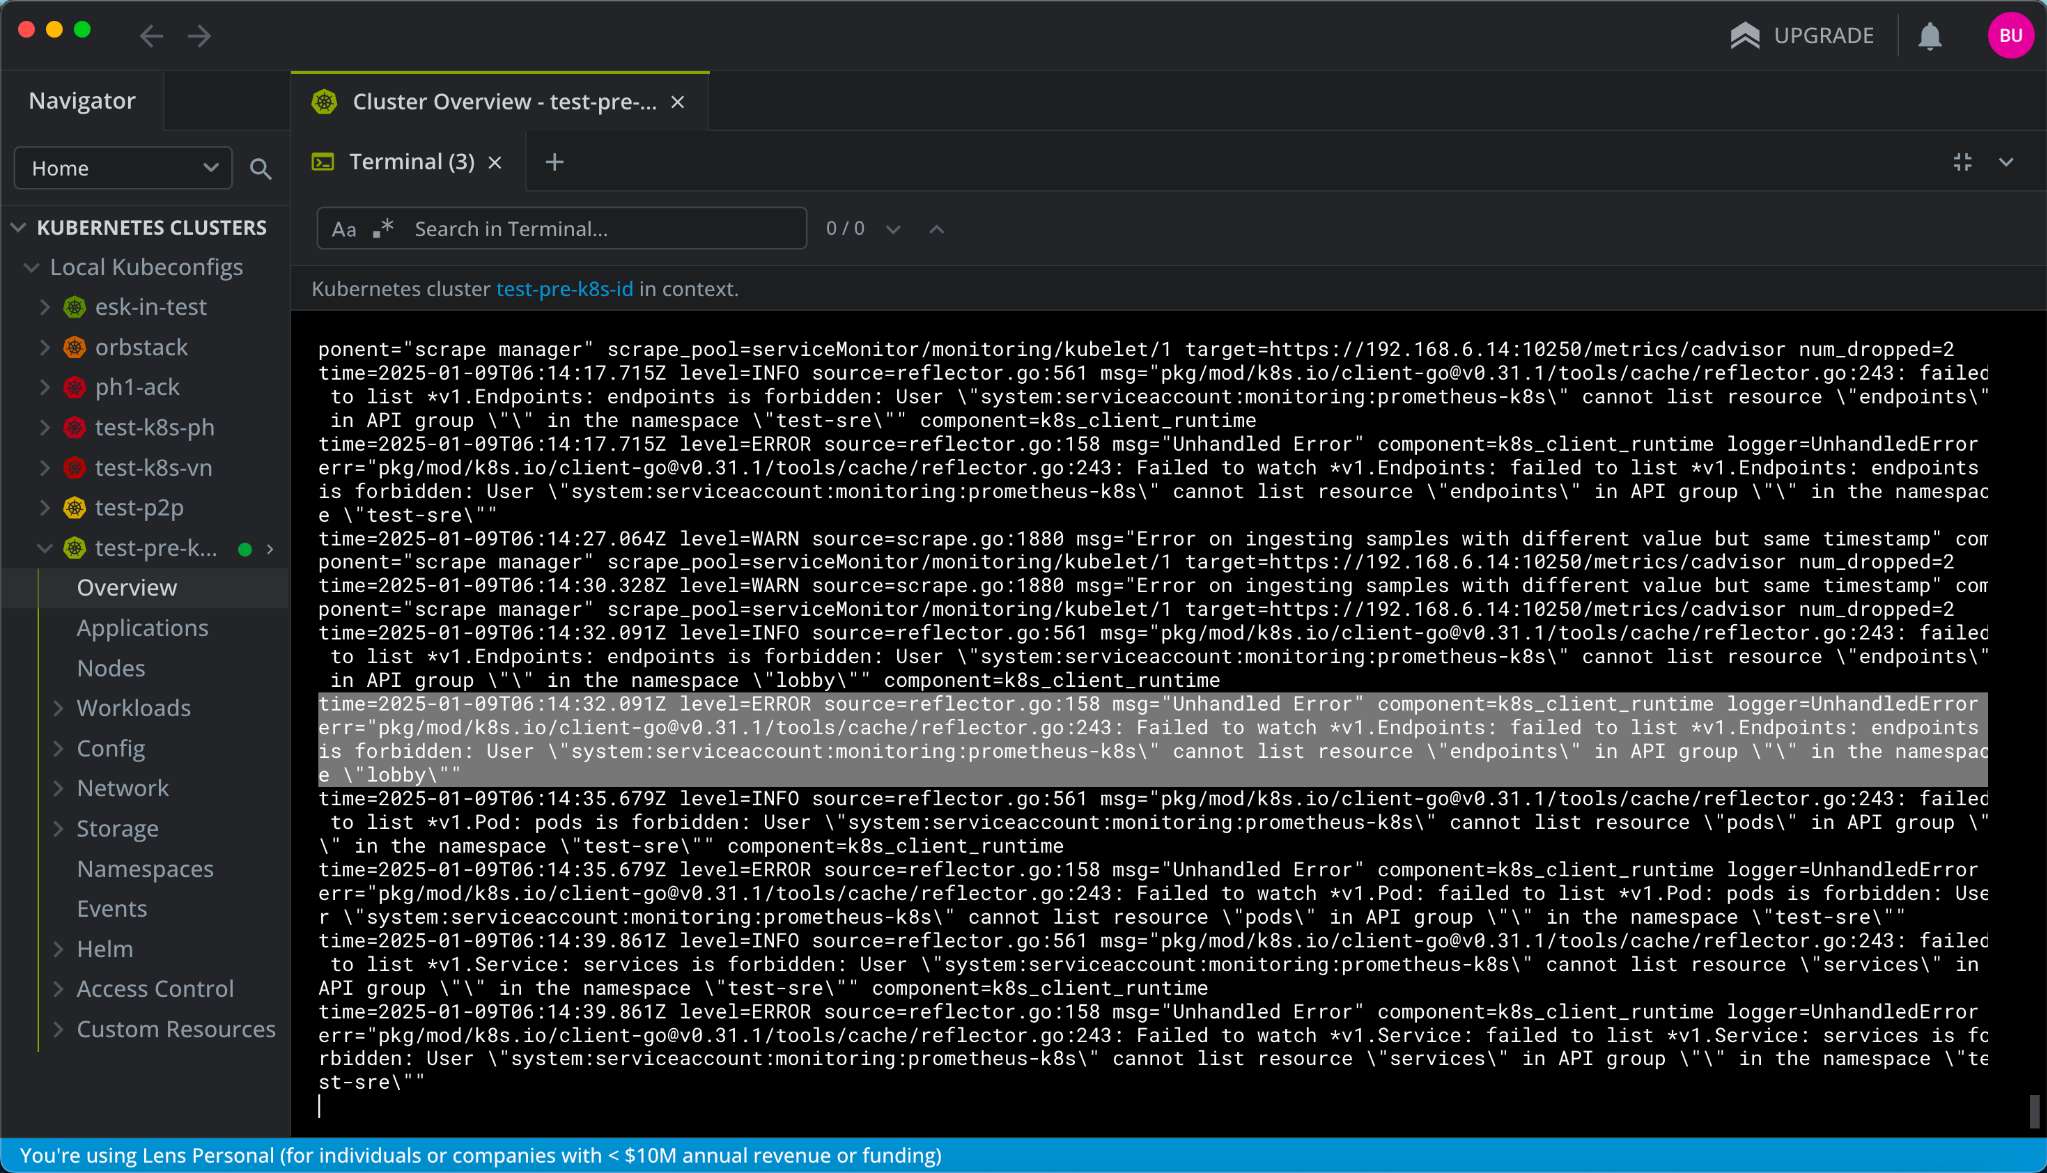 UPGRADE
BU
Navigator
Cluster Overview - test-pre-...
Home
Terminal (3)
Aa .* Search in Terminal...
0 / 0
KUBERNETES CLUSTERS
Local Kubeconfigs
esk-in-test
orbstack
ph1-ack
test-k8s-ph
test-k8s-vn
test-p2p
test-pre-k...
Overview
Applications
Nodes
Workloads
Config
Network
Storage
Namespaces
Events
Helm
Access Control
Custom Resources
Kubernetes cluster test-pre-k8s-id in context.
ponent="scrape manager" scrape_pool=serviceMonitor/monitoring/kubelet/1 target=https://192.168.6.14:10250/metrics/cadvisor num_dropped=2
time=2025-01-09T06:14:17.715Z level=INFO source=reflector.go:561 msg="pkg/mod/k8s.io/client-go@v0.31.1/tools/cache/reflector.go:243: failed
to list *v1.Endpoints: endpoints is forbidden: User \"system:serviceaccount:monitoring:prometheus-k8s\" cannot list resource \"endpoints\"
in API group \"\" in the namespace \"test-sre\"" component=k8s_client_runtime
time=2025-01-09T06:14:17.715Z level=ERROR source=reflector.go:158 msg="Unhandled Error" component=k8s_client_runtime logger=UnhandledError
err="pkg/mod/k8s.io/client-go@v0.31.1/tools/cache/reflector.go:243: Failed to watch *v1.Endpoints: failed to list *v1.Endpoints: endpoints
is forbidden: User \"system:serviceaccount:monitoring:prometheus-k8s\" cannot list resource \"endpoints\" in API group \"\" in the namespac
e \"test-sre\""
time=2025-01-09T06:14:27.064Z level=WARN source=scrape.go:1880 msg="Error on ingesting samples with different value but same timestamp" com
ponent="scrape manager" scrape_pool=serviceMonitor/monitoring/kubelet/1 target=https://192.168.6.14:10250/metrics/cadvisor num_dropped=2
time=2025-01-09T06:14:30.328Z level=WARN source=scrape.go:1880 msg="Error on ingesting samples with different value but same timestamp" com
ponent="scrape manager" scrape_pool=serviceMonitor/monitoring/kubelet/1 target=https://192.168.6.14:10250/metrics/cadvisor num_dropped=2
time=2025-01-09T06:14:32.091Z level=INFO source=reflector.go:561 msg="pkg/mod/k8s.io/client-go@v0.31.1/tools/cache/reflector.go:243: failed
to list *v1.Endpoints: endpoints is forbidden: User \"system:serviceaccount:monitoring:prometheus-k8s\" cannot list resource \"endpoints\"
in API group \"\" in the namespace \"lobby\"" component=k8s_client_runtime
time=2025-01-09T06:14:32.091Z level=ERROR source=reflector.go:158 msg="Unhandled Error" component=k8s_client_runtime logger=UnhandledError
err="pkg/mod/k8s.io/client-go@v0.31.1/tools/cache/reflector.go:243: Failed to watch *v1.Endpoints: failed to list *v1.Endpoints: endpoints
is forbidden: User \"system:serviceaccount:monitoring:prometheus-k8s\" cannot list resource \"endpoints\" in API group \"\" in the namespac
e \"lobby\""
time=2025-01-09T06:14:35.679Z level=INFO source=reflector.go:561 msg="pkg/mod/k8s.io/client-go@v0.31.1/tools/cache/reflector.go:243: failed
to list *v1.Pod: pods is forbidden: User \"system:serviceaccount:monitoring:prometheus-k8s\" cannot list resource \"pods\" in API group \"
\" in the namespace \"test-sre\"" component=k8s_client_runtime
time=2025-01-09T06:14:35.679Z level=ERROR source=reflector.go:158 msg="Unhandled Error" component=k8s_client_runtime logger=UnhandledError
err="pkg/mod/k8s.io/client-go@v0.31.1/tools/cache/reflector.go:243: Failed to watch *v1.Pod: failed to list *v1.Pod: pods is forbidden: Use
r \"system:serviceaccount:monitoring:prometheus-k8s\" cannot list resource \"pods\" in API group \"\" in the namespace \"test-sre\""
time=2025-01-09T06:14:39.861Z level=INFO source=reflector.go:561 msg="pkg/mod/k8s.io/client-go@v0.31.1/tools/cache/reflector.go:243: failed
to list *v1.Service: services is forbidden: User \"system:serviceaccount:monitoring:prometheus-k8s\" cannot list resource \"services\" in
API group \"\" in the namespace \"test-sre\"" component=k8s_client_runtime
time=2025-01-09T06:14:39.861Z level=ERROR source=reflector.go:158 msg="Unhandled Error" component=k8s_client_runtime logger=UnhandledError
err="pkg/mod/k8s.io/client-go@v0.31.1/tools/cache/reflector.go:243: Failed to watch *v1.Service: failed to list *v1.Service: services is fo
rbidden: User \"system:serviceaccount:monitoring:prometheus-k8s\" cannot list resource \"services\" in API group \"\" in the namespace \"te
st-sre\""
You're using Lens Personal (for individuals or companies with < $10M annual revenue or funding)